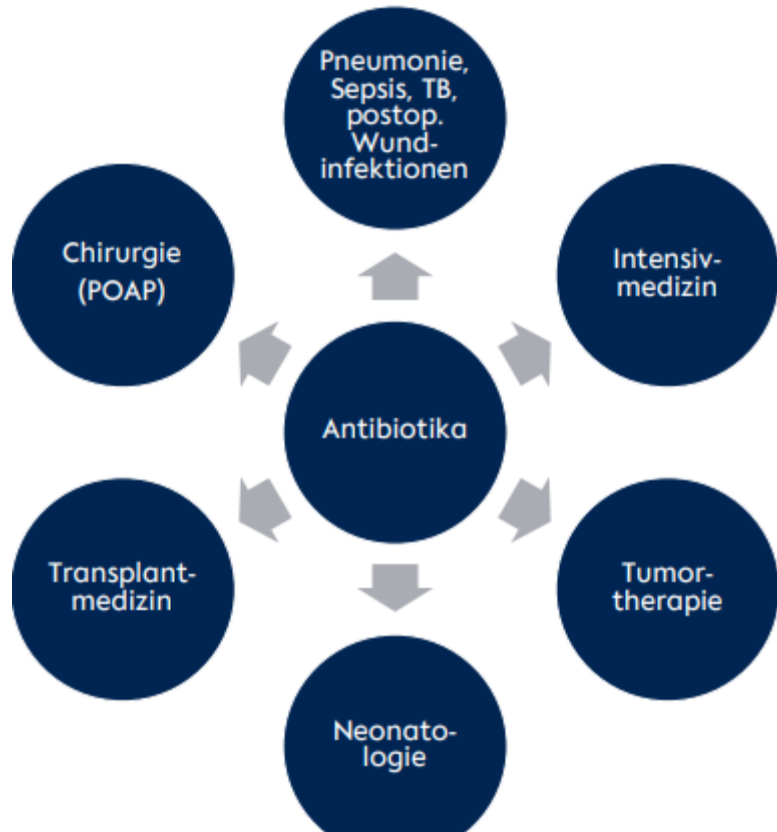 Pneumonie,
Sepsis, TB,
postop.
Wund-
infektionen
Chirurgie
(POAP)
Intensiv-
medizin
Antibiotika
Transplant-
medizin
Tumor-
therapie
Neonato-
logie